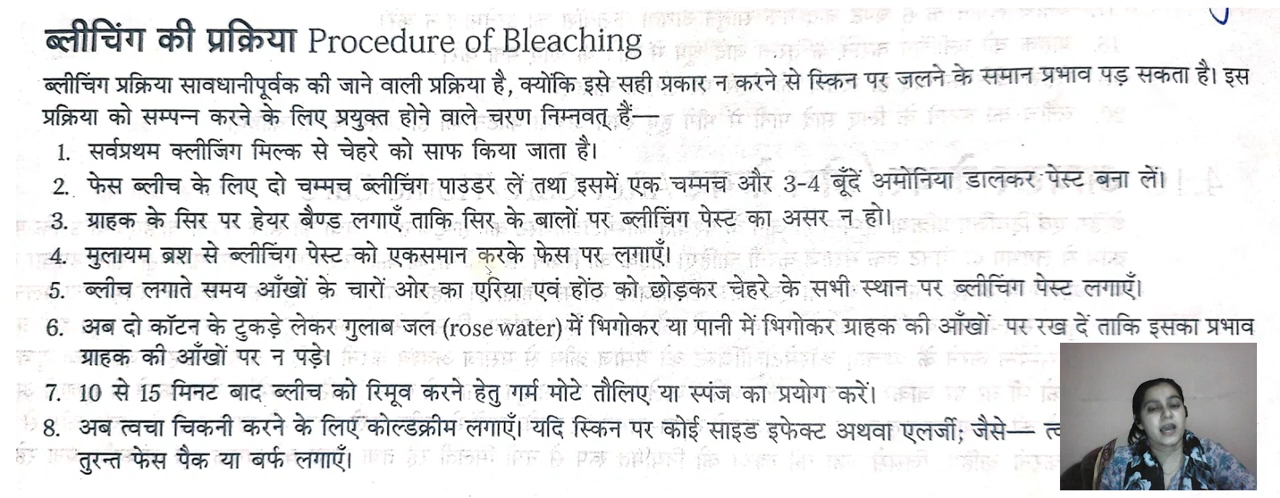 ब्लीचिंग की प्रक्रिया Procedure of Bleaching
ब्लीचिंग प्रक्रिया सावधानीपूर्वक की जाने वाली प्रक्रिया है, क्योंकि इसे सही प्रकार न करने से स्किन पर जलने के समान प्रभाव पड़ सकता है। इस
प्रक्रिया को सम्पन्न करने के लिए प्रयुक्त होने वाले चरण निम्नवत् हैं—
1. सर्वप्रथम क्लींजिंग मिल्क से चेहरे को साफ किया जाता है।
2. फेस ब्लीच के लिए दो चम्मच ब्लीचिंग पाउडर लें तथा इसमें एक चम्मच और 3-4 बूँदें अमोनिया डालकर पेस्ट बना लें।
3. ग्राहक के सिर पर हेयर बैण्ड लगाएँ ताकि सिर के बालों पर ब्लीचिंग पेस्ट का असर न हो।
4. मुलायम ब्रश से ब्लीचिंग पेस्ट को एकसमान करके फेस पर लगाएँ।
5. ब्लीच लगाते समय आँखों के चारों ओर का एरिया एवं होंठ को छोड़कर चेहरे के सभी स्थान पर ब्लीचिंग पेस्ट लगाएँ।
6. अब दो कॉटन के टुकड़े लेकर गुलाब जल (rose water) में भिगोकर या पानी में भिगोकर ग्राहक की आँखों पर रख दें ताकि इसका प्रभाव
ग्राहक की आँखों पर न पड़े।
7. 10 से 15 मिनट बाद ब्लीच को रिमूव करने हेतु गर्म मोटे तौलिए या स्पंज का प्रयोग करें।
8. अब त्वचा चिकनी करने के लिए कोल्डक्रीम लगाएँ। यदि स्किन पर कोई साइड इफेक्ट अथवा एलर्जी; जैसे—
तुरन्त फेस पैक या बर्फ लगाएँ।